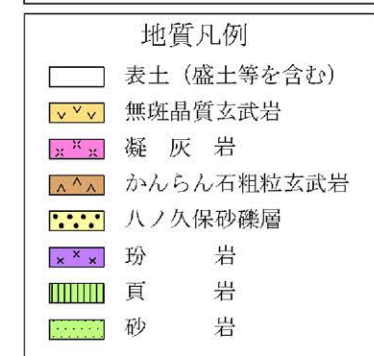 地質凡例
表土（盛土等を含む）
無斑晶質玄武岩
凝灰岩
かんらん石粗粒玄武岩
八ノ久保砂礫層
玢岩
頁岩
砂岩